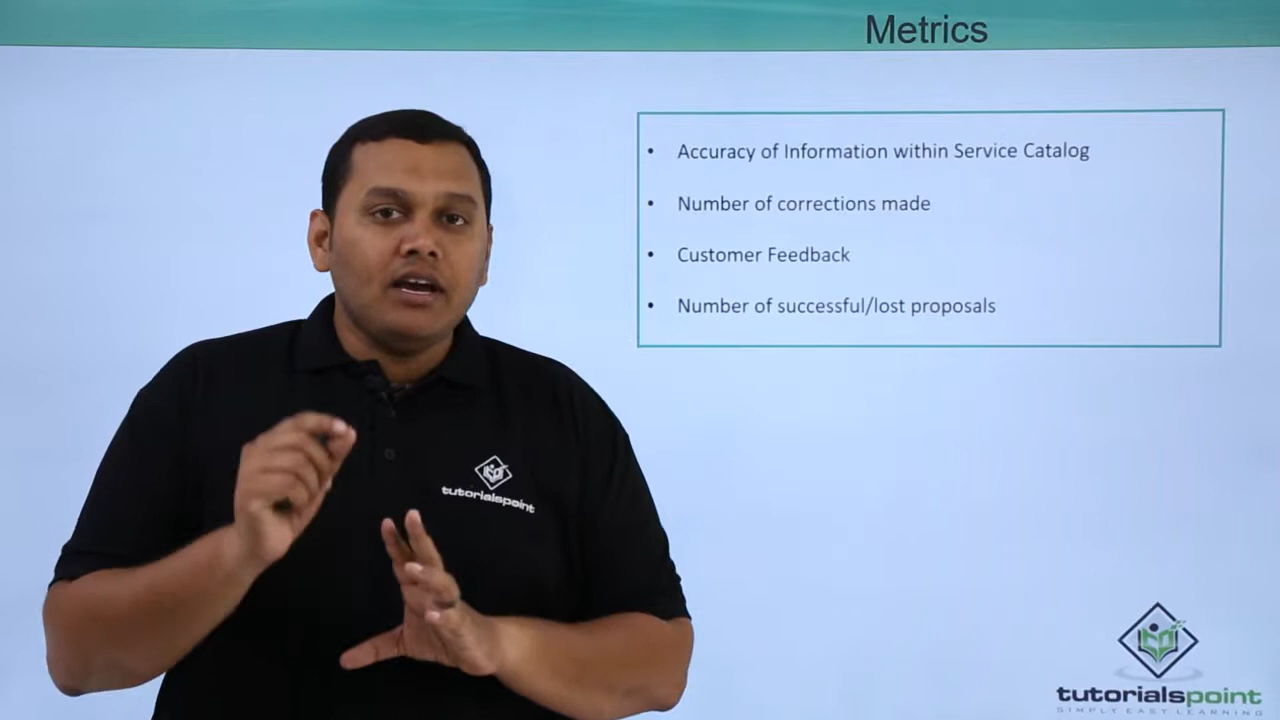 Metrics
• Accuracy of Information within Service Catalog
• Number of corrections made
• Customer Feedback
• Number of successful/lost proposals
tutorialspoint
tutorialspoint
SIMPLY EASY LEARNING